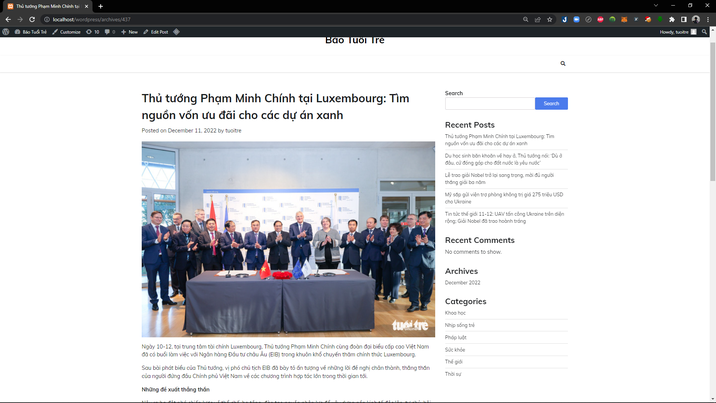 Thủ tướng Phạm Minh Chính tại Lu
localhost/wordpress/archives/437
Báo Tuổi Trẻ
Customize
10
0
New
Edit Post
Howdy, tuoitre
Báo Tuổi Trẻ
Thủ tướng Phạm Minh Chính tại Luxembourg: Tìm
nguồn vốn ưu đãi cho các dự án xanh
Posted on December 11, 2022 by tuoitre
tuổi trẻ
Ngày 10-12, tại trung tâm tài chính Luxembourg, Thủ tướng Phạm Minh Chính cùng đoàn đại biểu cấp cao Việt Nam
đã có buổi làm việc với Ngân hàng Đầu tư châu Âu (EIB) trong khuôn khổ chuyến thăm chính thức Luxembourg.
Sau bài phát biểu của Thủ tướng, vị phó chủ tịch EIB đã bày tỏ ấn tượng về những lời đề nghị chân thành, thẳng thắn
của người đứng đầu Chính phủ Việt Nam về các chương trình hợp tác lớn trong thời gian tới.
Những đề xuất thẳng thắn
Search
Search
Recent Posts
Thủ tướng Phạm Minh Chính tại Luxembourg: Tìm
nguồn vốn ưu đãi cho các dự án xanh
Du học sinh băn khoăn về hay ở, Thủ tướng nói: 'Dù ở
đâu, cứ đóng góp cho đất nước là yêu nước'
Lễ trao giải Nobel trở lại sang trọng, mời đủ người
thắng giải ba năm
Mỹ sắp gửi viện trợ phòng không trị giá 275 triệu USD
cho Ukraine
Tin tức thế giới 11-12: UAV tấn công Ukraine trên diện
rộng; Giải Nobel đã trao hoành tráng
Recent Comments
No comments to show.
Archives
December 2022
Categories
Khoa học
Nhịp sống trẻ
Pháp luật
Sức khỏe
Thế giới
Thời sự